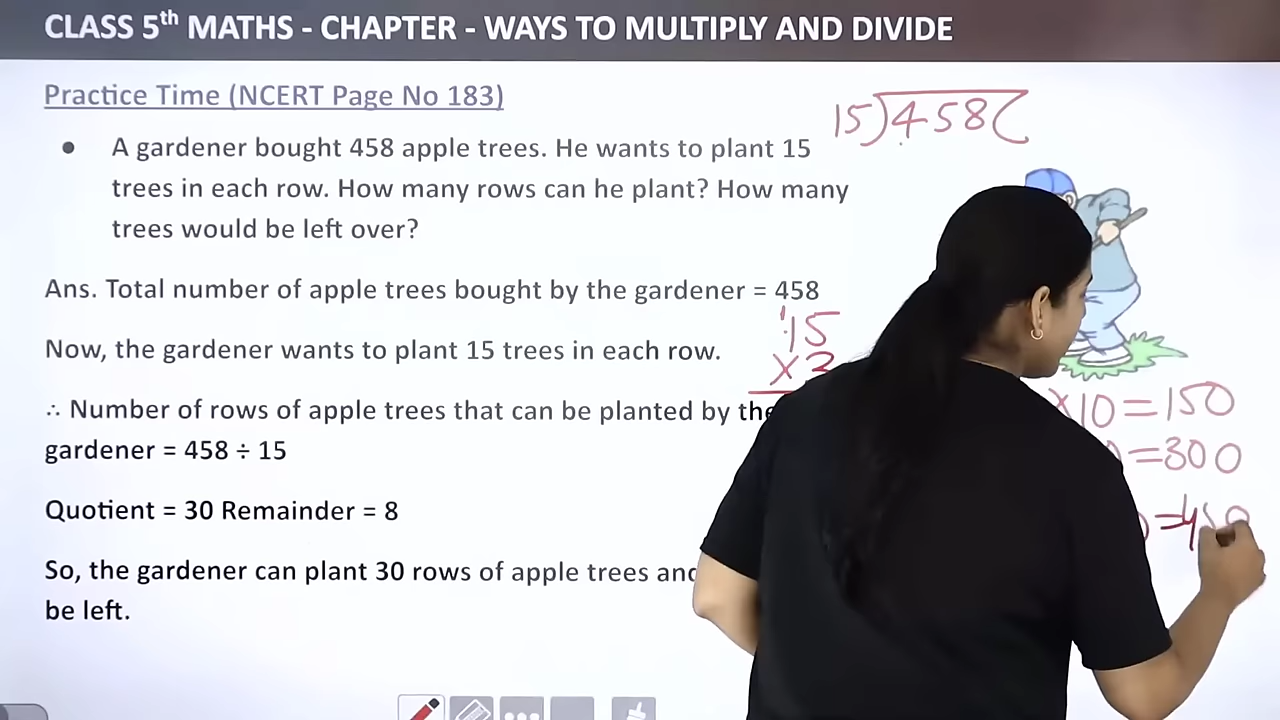 CLASS 5th MATHS - CHAPTER - WAYS TO MULTIPLY AND DIVIDE
Practice Time (NCERT Page No 183)
15)458(
• A gardener bought 458 apple trees. He wants to plant 15
trees in each row. How many rows can he plant? How many
trees would be left over?
Ans. Total number of apple trees bought by the gardener = 458
Now, the gardener wants to plant 15 trees in each row.
∴ Number of rows of apple trees that can be planted by the
gardener = 458 ÷ 15
Quotient = 30 Remainder = 8
So, the gardener can plant 30 rows of apple trees and
be left.
1
15
×3
×10=150
0=300
=450